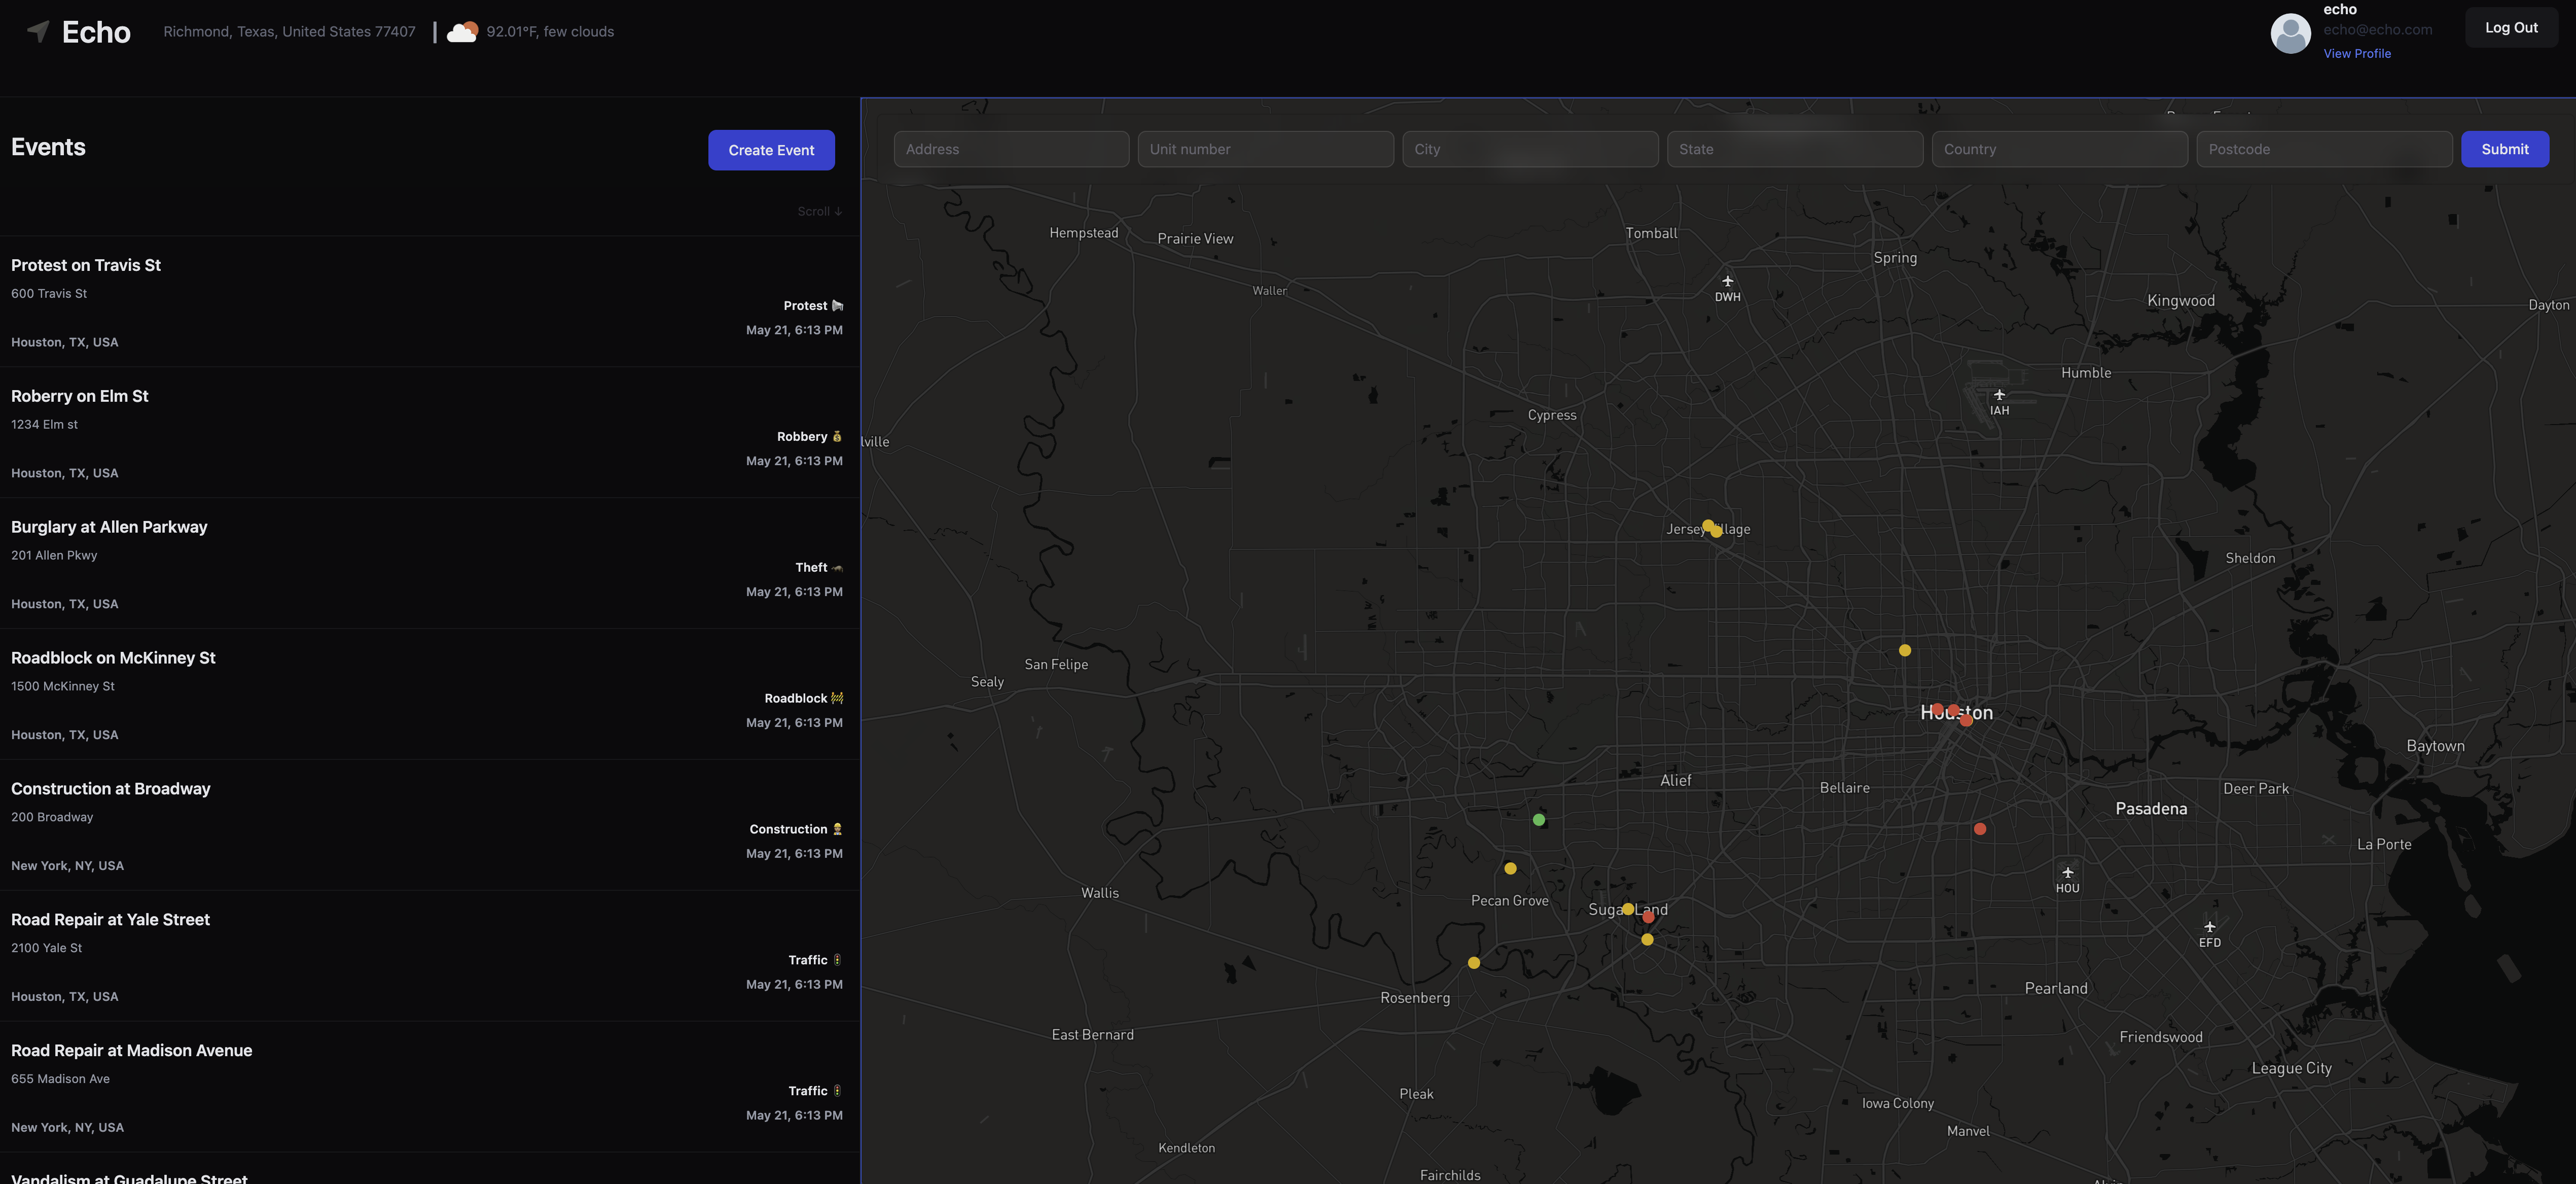 Echo
Richmond, Texas, United States 77407
92.01°F, few clouds
echo
echo@echo.com
View Profile
Log Out
Events
Create Event
Scroll ↓
Protest on Travis St
600 Travis St
Protest
May 21, 6:13 PM
Houston, TX, USA
Roberry on Elm St
1234 Elm st
Robbery
May 21, 6:13 PM
Houston, TX, USA
Burglary at Allen Parkway
201 Allen Pkwy
Theft
May 21, 6:13 PM
Houston, TX, USA
Roadblock on McKinney St
1500 McKinney St
Roadblock
May 21, 6:13 PM
Houston, TX, USA
Construction at Broadway
200 Broadway
Construction
May 21, 6:13 PM
New York, NY, USA
Road Repair at Yale Street
2100 Yale St
Traffic
May 21, 6:13 PM
Houston, TX, USA
Road Repair at Madison Avenue
655 Madison Ave
Traffic
May 21, 6:13 PM
New York, NY, USA
Vandalism at Guadalupe Street
Address
Unit number
City
State
Country
Postcode
Submit
Hempstead
Prairie View
Tomball
Spring
Waller
DWH
Kingwood
Dayton
Humble
IAH
Cypress
lville
Jersey Village
Sheldon
San Felipe
Sealy
Houston
Baytown
Alief
Bellaire
Deer Park
Pasadena
La Porte
HOU
Wallis
Pecan Grove
Sugar Land
EFD
Rosenberg
Pearland
East Bernard
Friendswood
League City
Pleak
Iowa Colony
Manvel
Kendleton
Fairchilds